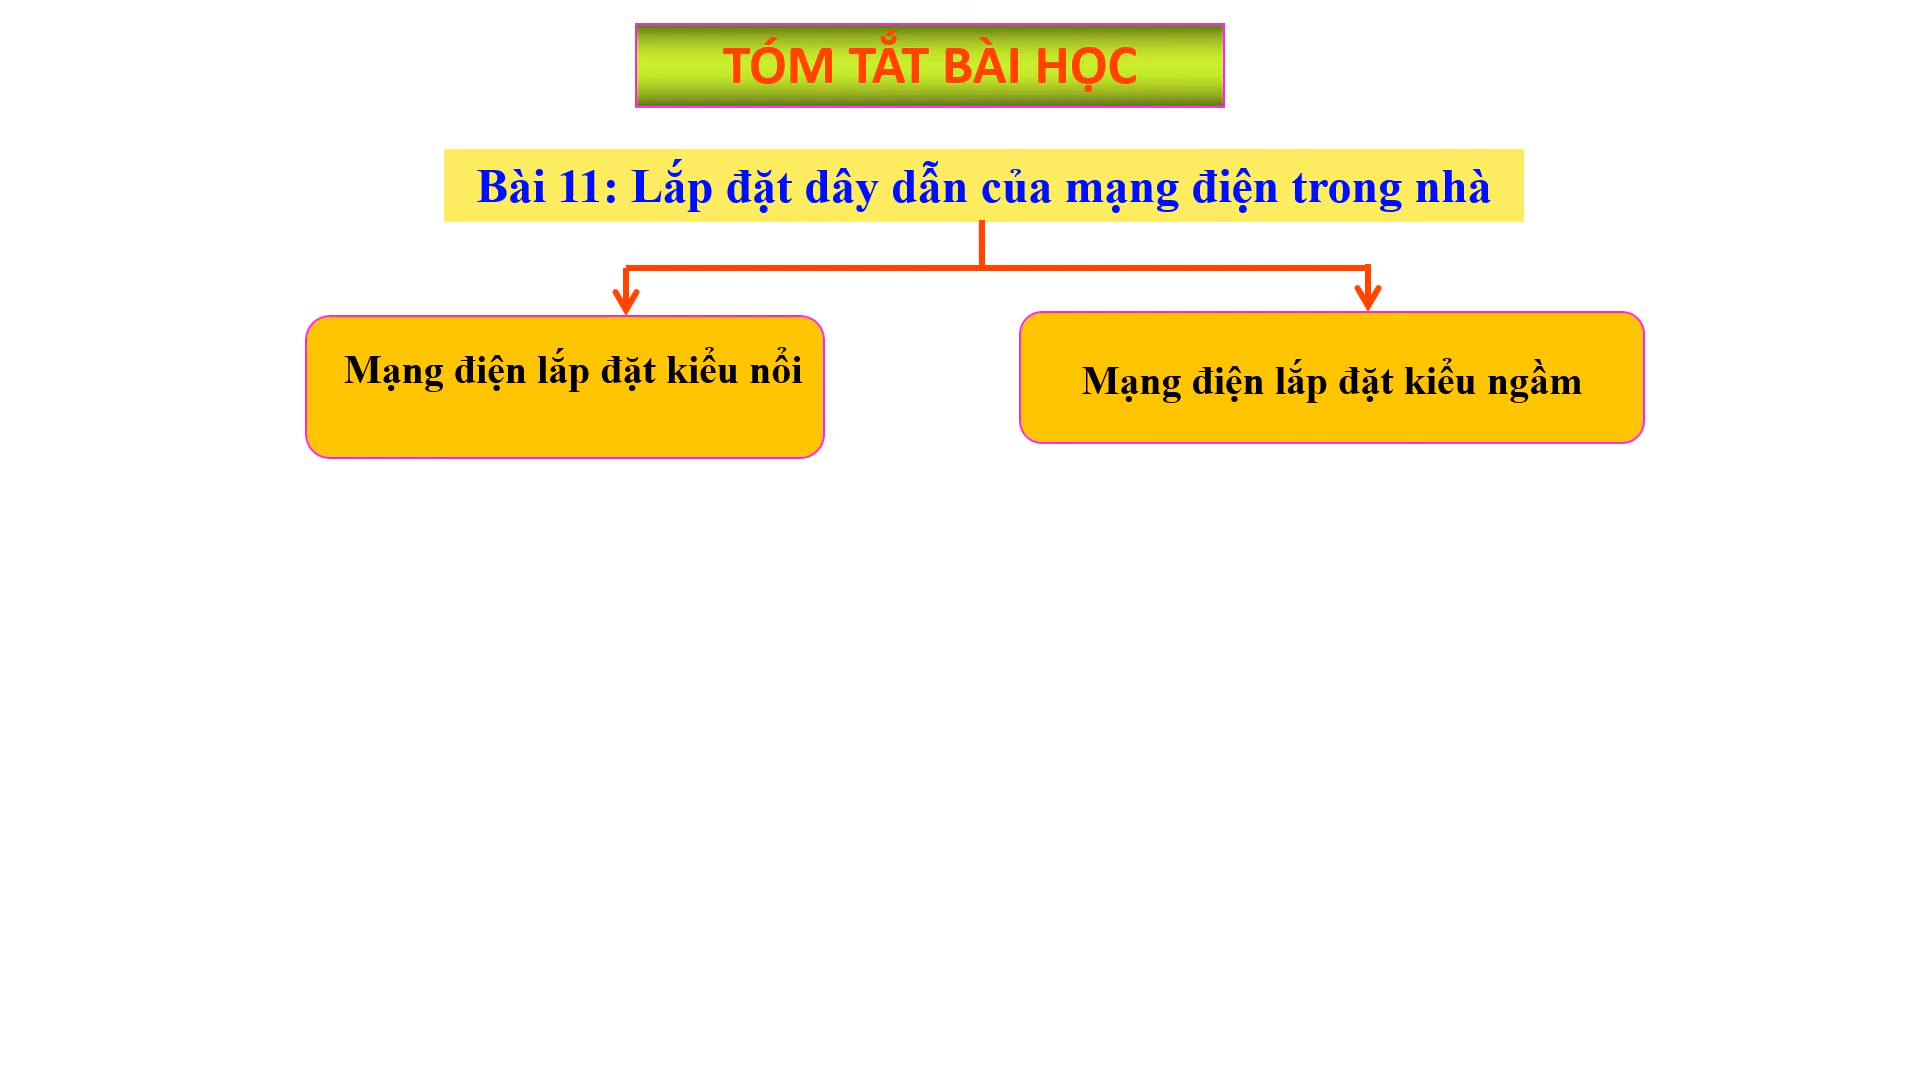 TÓM TẮT BÀI HỌC
Bài 11: Lắp đặt dây dẫn của mạng điện trong nhà
Mạng điện lắp đặt kiểu nổi
Mạng điện lắp đặt kiểu ngầm